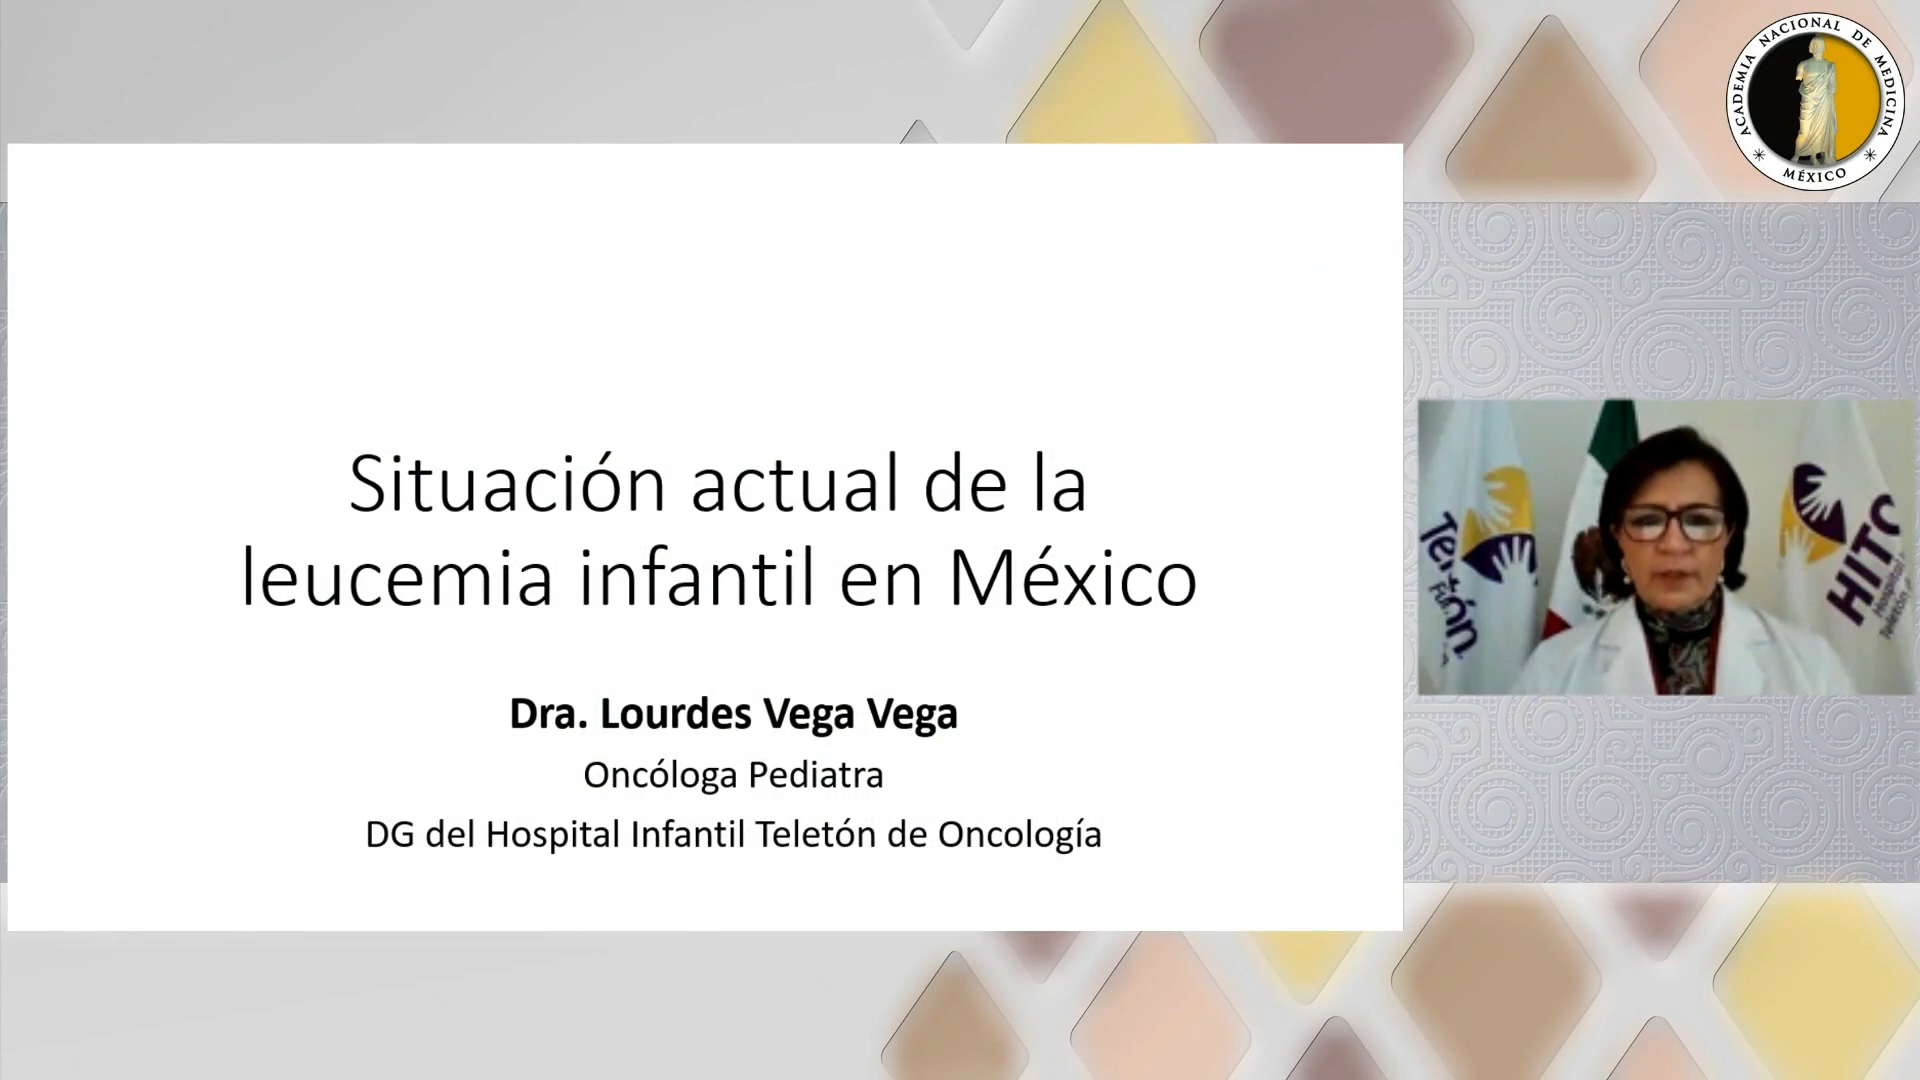 ACADEMIA NACIONAL DE MEDICINA
MÉXICO
Situación actual de la
leucemia infantil en México
Dra. Lourdes Vega Vega
Oncóloga Pediatra
DG del Hospital Infantil Teletón de Oncología
HITO
Hospital
Teletón